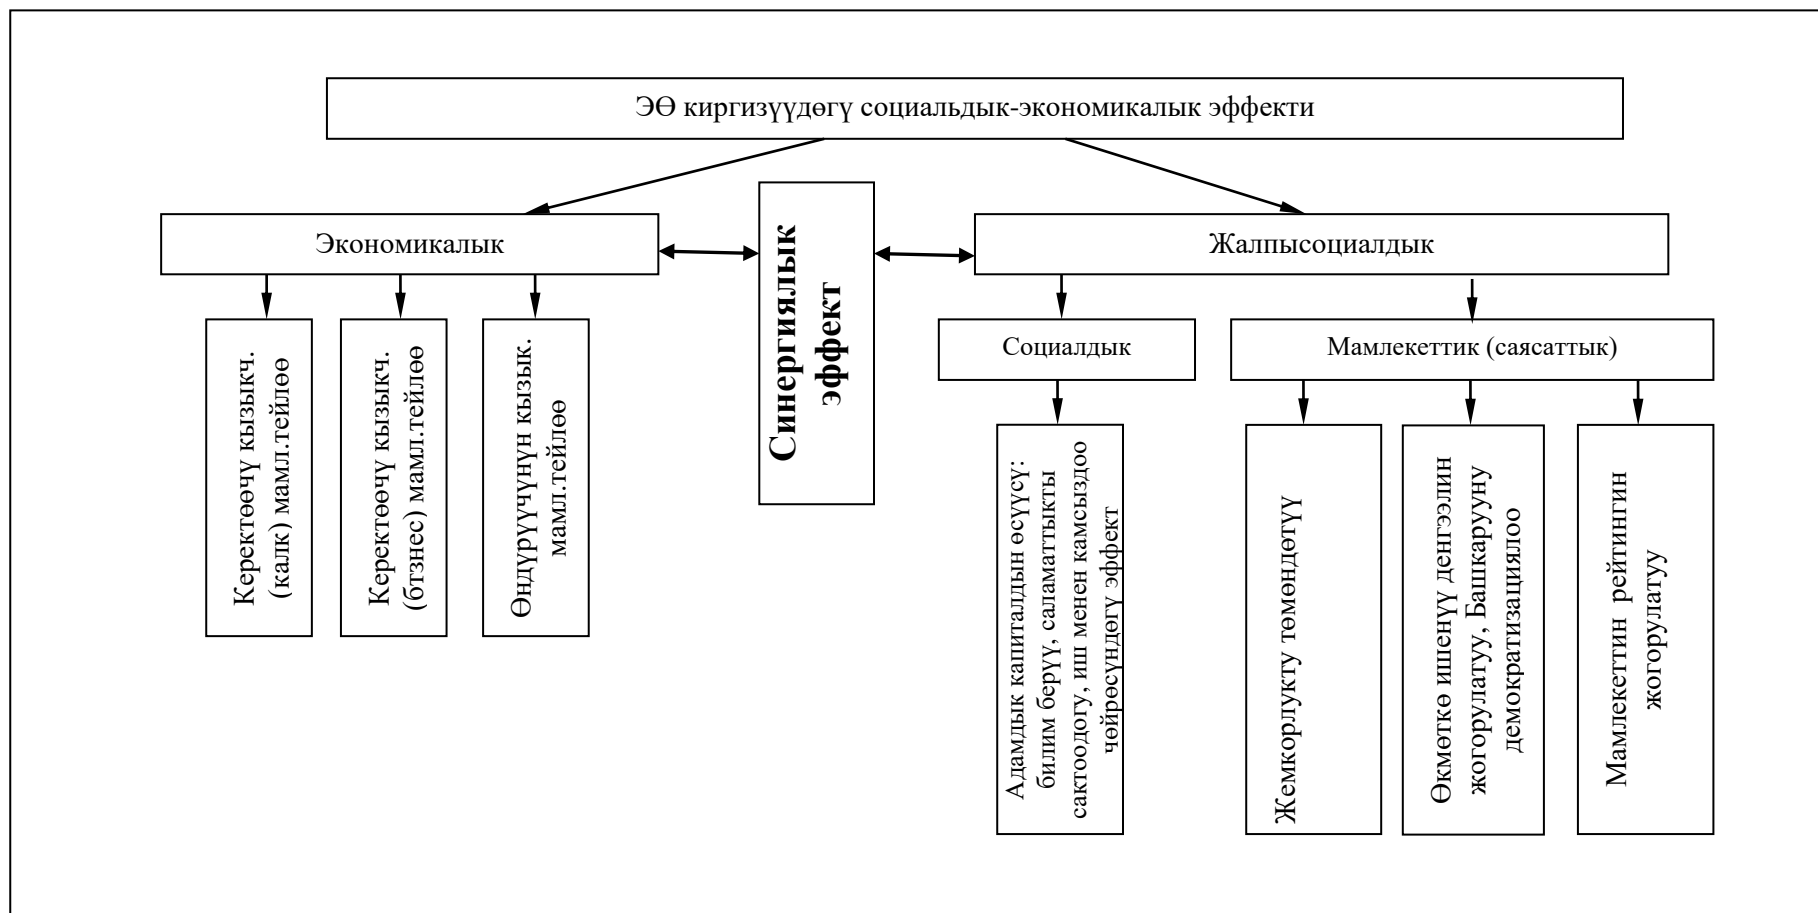 ЭӨ киргизүүдөгү социальдык-экономикалык эффекти
Экономикалык
Синергиялык
эффект
Жалпысоциалдык
Керектөөчү кызыкч.
(калк) мамл.тейлөө
Керектөөчү кызыкч.
(бтзнес) мамл.тейлөө
Өндүрүүчүнүн кызык.
мамл.тейлөө
Социалдык
Мамлекеттик (саясаттык)
Адамдык капиталдын өсүүсү:
билим берүү, саламаттыкты
сактоодогу, иш менен камсыздоо
чөйрөсүндөгү эффект
Жемкорлукту төмөндөтүү
Өкмөткө ишенүү денгээлин
жогорулатуу, Башкарууну
демократизациялоо
Мамлекеттин рейтингин
жогорулатуу